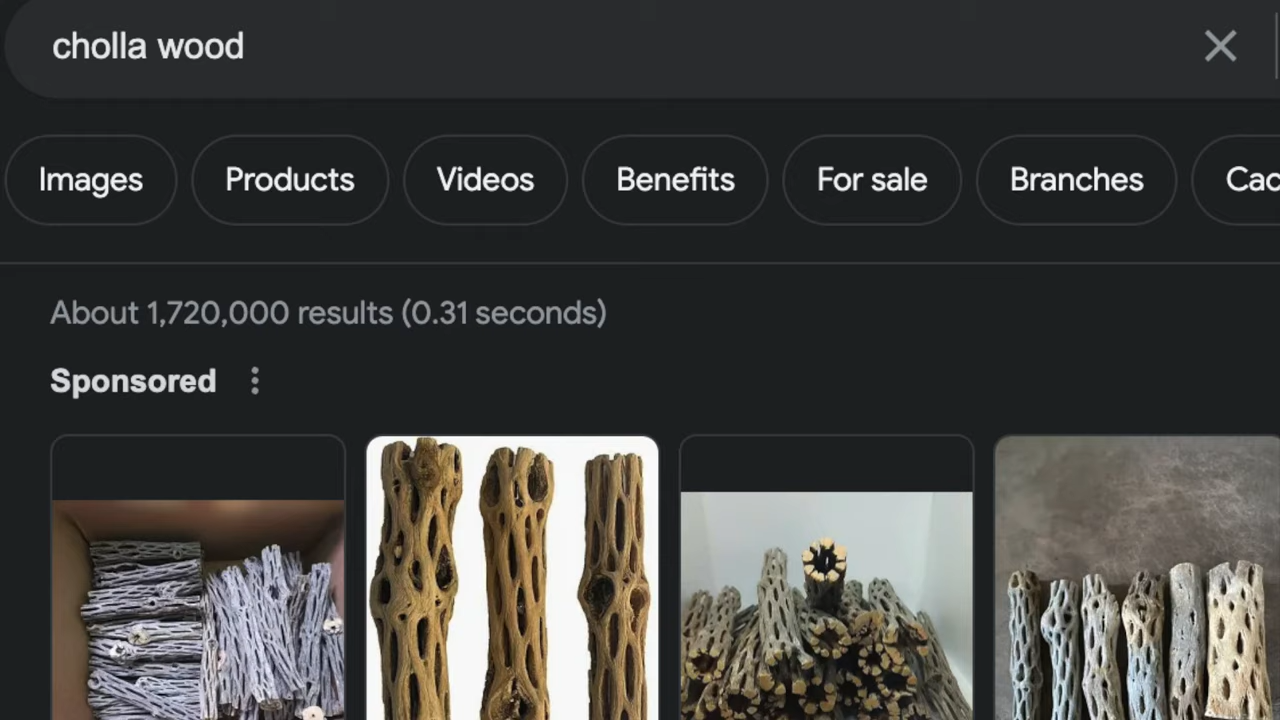 cholla wood
Images Products Videos Benefits For sale Branches
About 1,720,000 results (0.31 seconds)
Sponsored